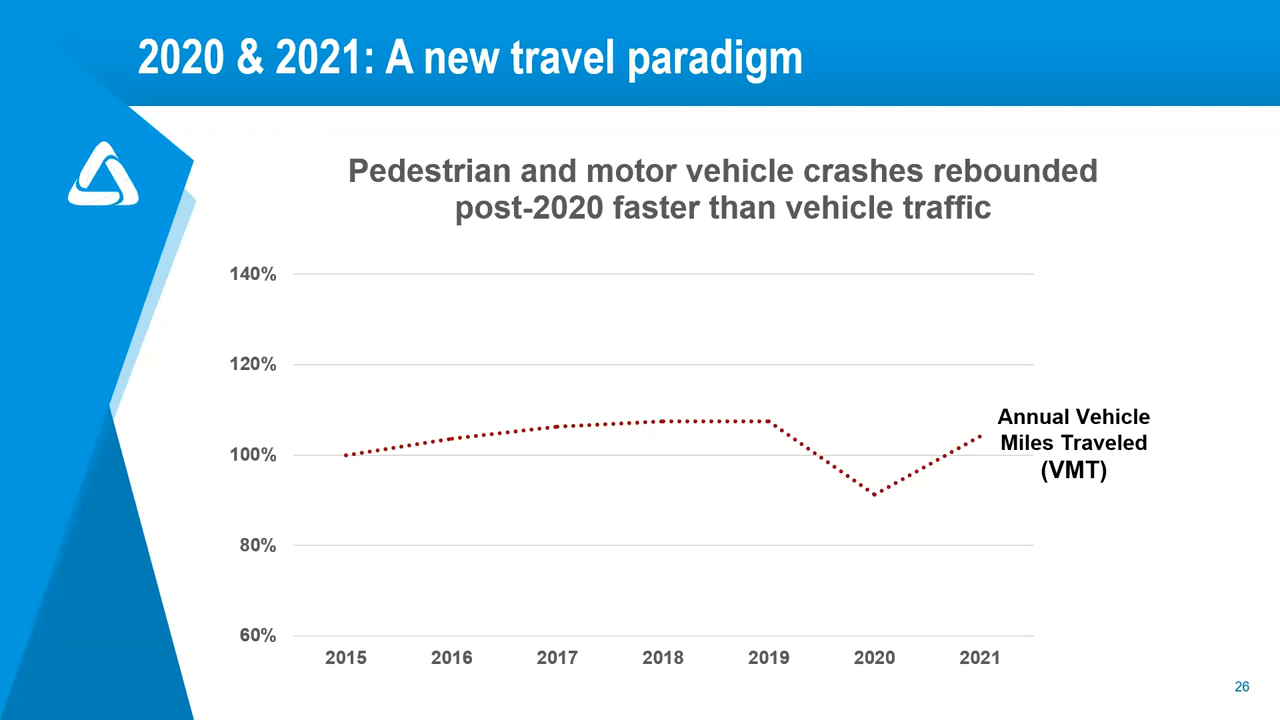 2020 & 2021: A new travel paradigm
Pedestrian and motor vehicle crashes rebounded
post-2020 faster than vehicle traffic
140%
120%
100%
80%
60%
Annual Vehicle
Miles Traveled
(VMT)
2015 2016 2017 2018 2019 2020 2021
26